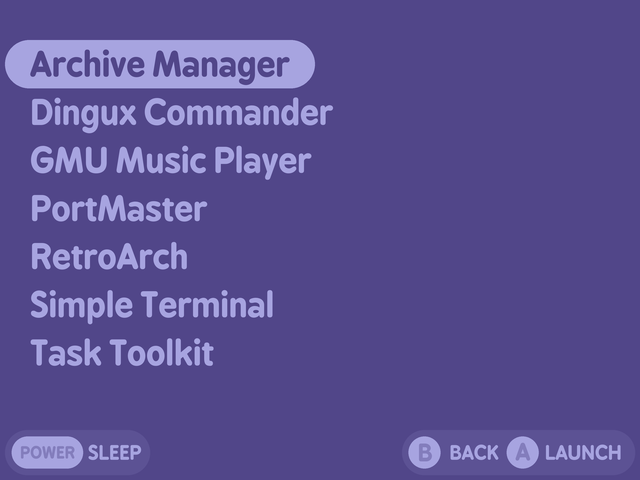 Archive Manager
Dingux Commander
GMU Music Player
PortMaster
RetroArch
Simple Terminal
Task Toolkit
POWER SLEEP
B BACK A LAUNCH